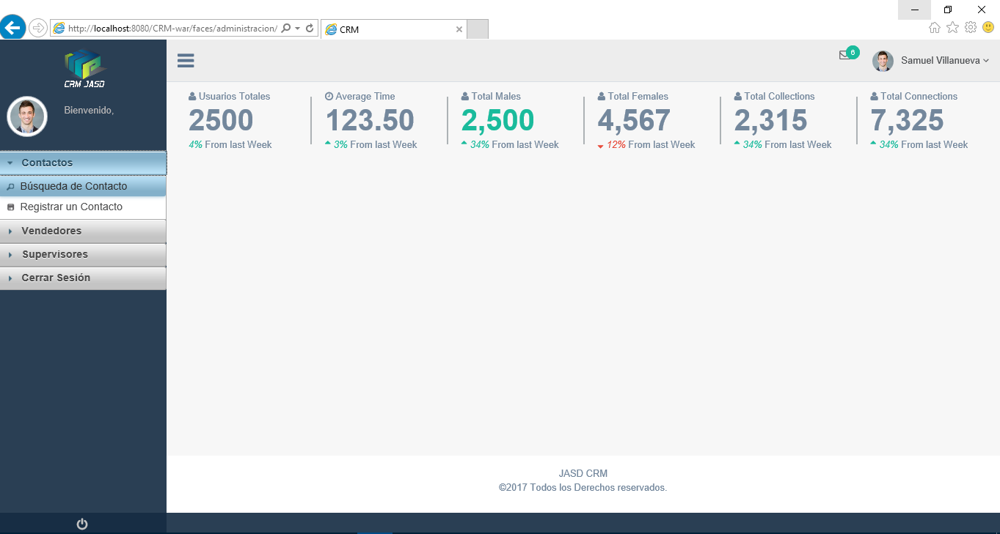 http://localhost:8080/CRM-war/faces/administracion/
CRM
CRM JASD
Bienvenido,
6
Samuel Villanueva
Contactos
Búsqueda de Contacto
Registrar un Contacto
Vendedores
Supervisores
Cerrar Sesión
Usuarios Totales
2500
4% From last Week
Average Time
123.50
3% From last Week
Total Males
2,500
34% From last Week
Total Females
4,567
12% From last Week
Total Collections
2,315
34% From last Week
Total Connections
7,325
34% From last Week
JASD CRM
©2017 Todos los Derechos reservados.